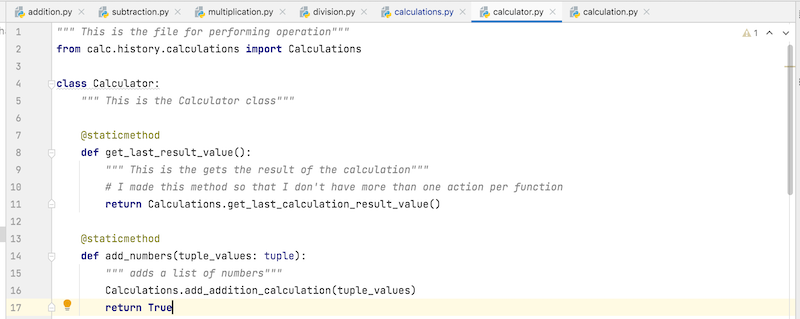 addition.py subtraction.py multiplication.py division.py calculations.py calculator.py calculation.py
1 """ This is the file for performing operation""" 1
2 from calc.history.calculations import Calculations
3
4 class Calculator:
5 """ This is the Calculator class"""
6
7 @staticmethod
8 def get_last_result_value():
9 """ This is the gets the result of the calculation"""
10 # I made this method so that I don't have more than one action per function
11 return Calculations.get_last_calculation_result_value()
12
13 @staticmethod
14 def add_numbers(tuple_values: tuple):
15 """ adds a list of numbers"""
16 Calculations.add_addition_calculation(tuple_values)
17 return True